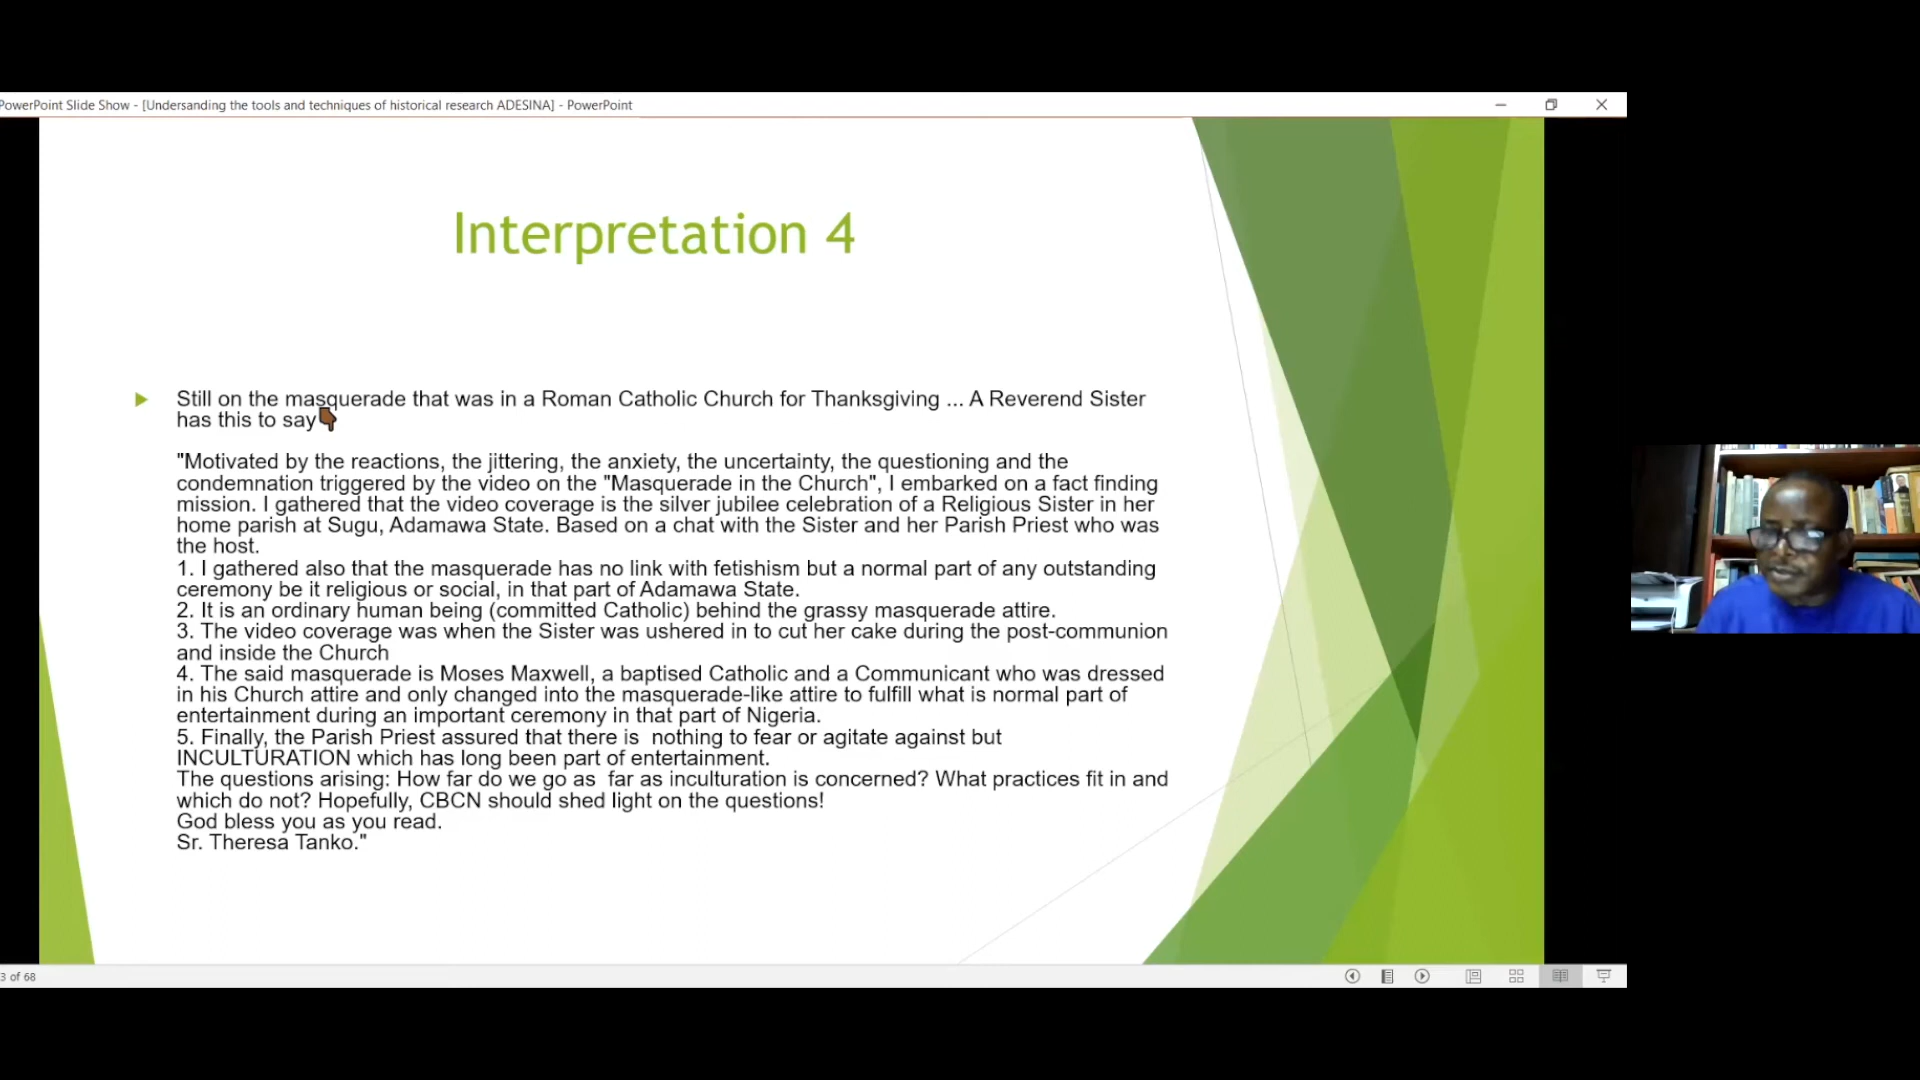 PowerPoint Slide Show - [Undersanding the tools and techniques of historical research ADESINA] - PowerPoint
Interpretation 4
Still on the masquerade that was in a Roman Catholic Church for Thanksgiving ... A Reverend Sister
has this to say
"Motivated by the reactions, the jittering, the anxiety, the uncertainty, the questioning and the
condemnation triggered by the video on the "Masquerade in the Church", I embarked on a fact finding
mission. I gathered that the video coverage is the silver jubilee celebration of a Religious Sister in her
home parish at Sugu, Adamawa State. Based on a chat with the Sister and her Parish Priest who was
the host.
1. I gathered also that the masquerade has no link with fetishism but a normal part of any outstanding
ceremony be it religious or social, in that part of Adamawa State.
2. It is an ordinary human being (committed Catholic) behind the grassy masquerade attire.
3. The video coverage was when the Sister was ushered in to cut her cake during the post-communion
and inside the Church
4. The said masquerade is Moses Maxwell, a baptised Catholic and a Communicant who was dressed
in his Church attire and only changed into the masquerade-like attire to fulfill what is normal part of
entertainment during an important ceremony in that part of Nigeria.
5. Finally, the Parish Priest assured that there is  nothing to fear or agitate against but
INCULTURATION which has long been part of entertainment.
The questions arising: How far do we go as  far as inculturation is concerned? What practices fit in and
which do not? Hopefully, CBCN should shed light on the questions!
God bless you as you read.
Sr. Theresa Tanko."
3 of 68